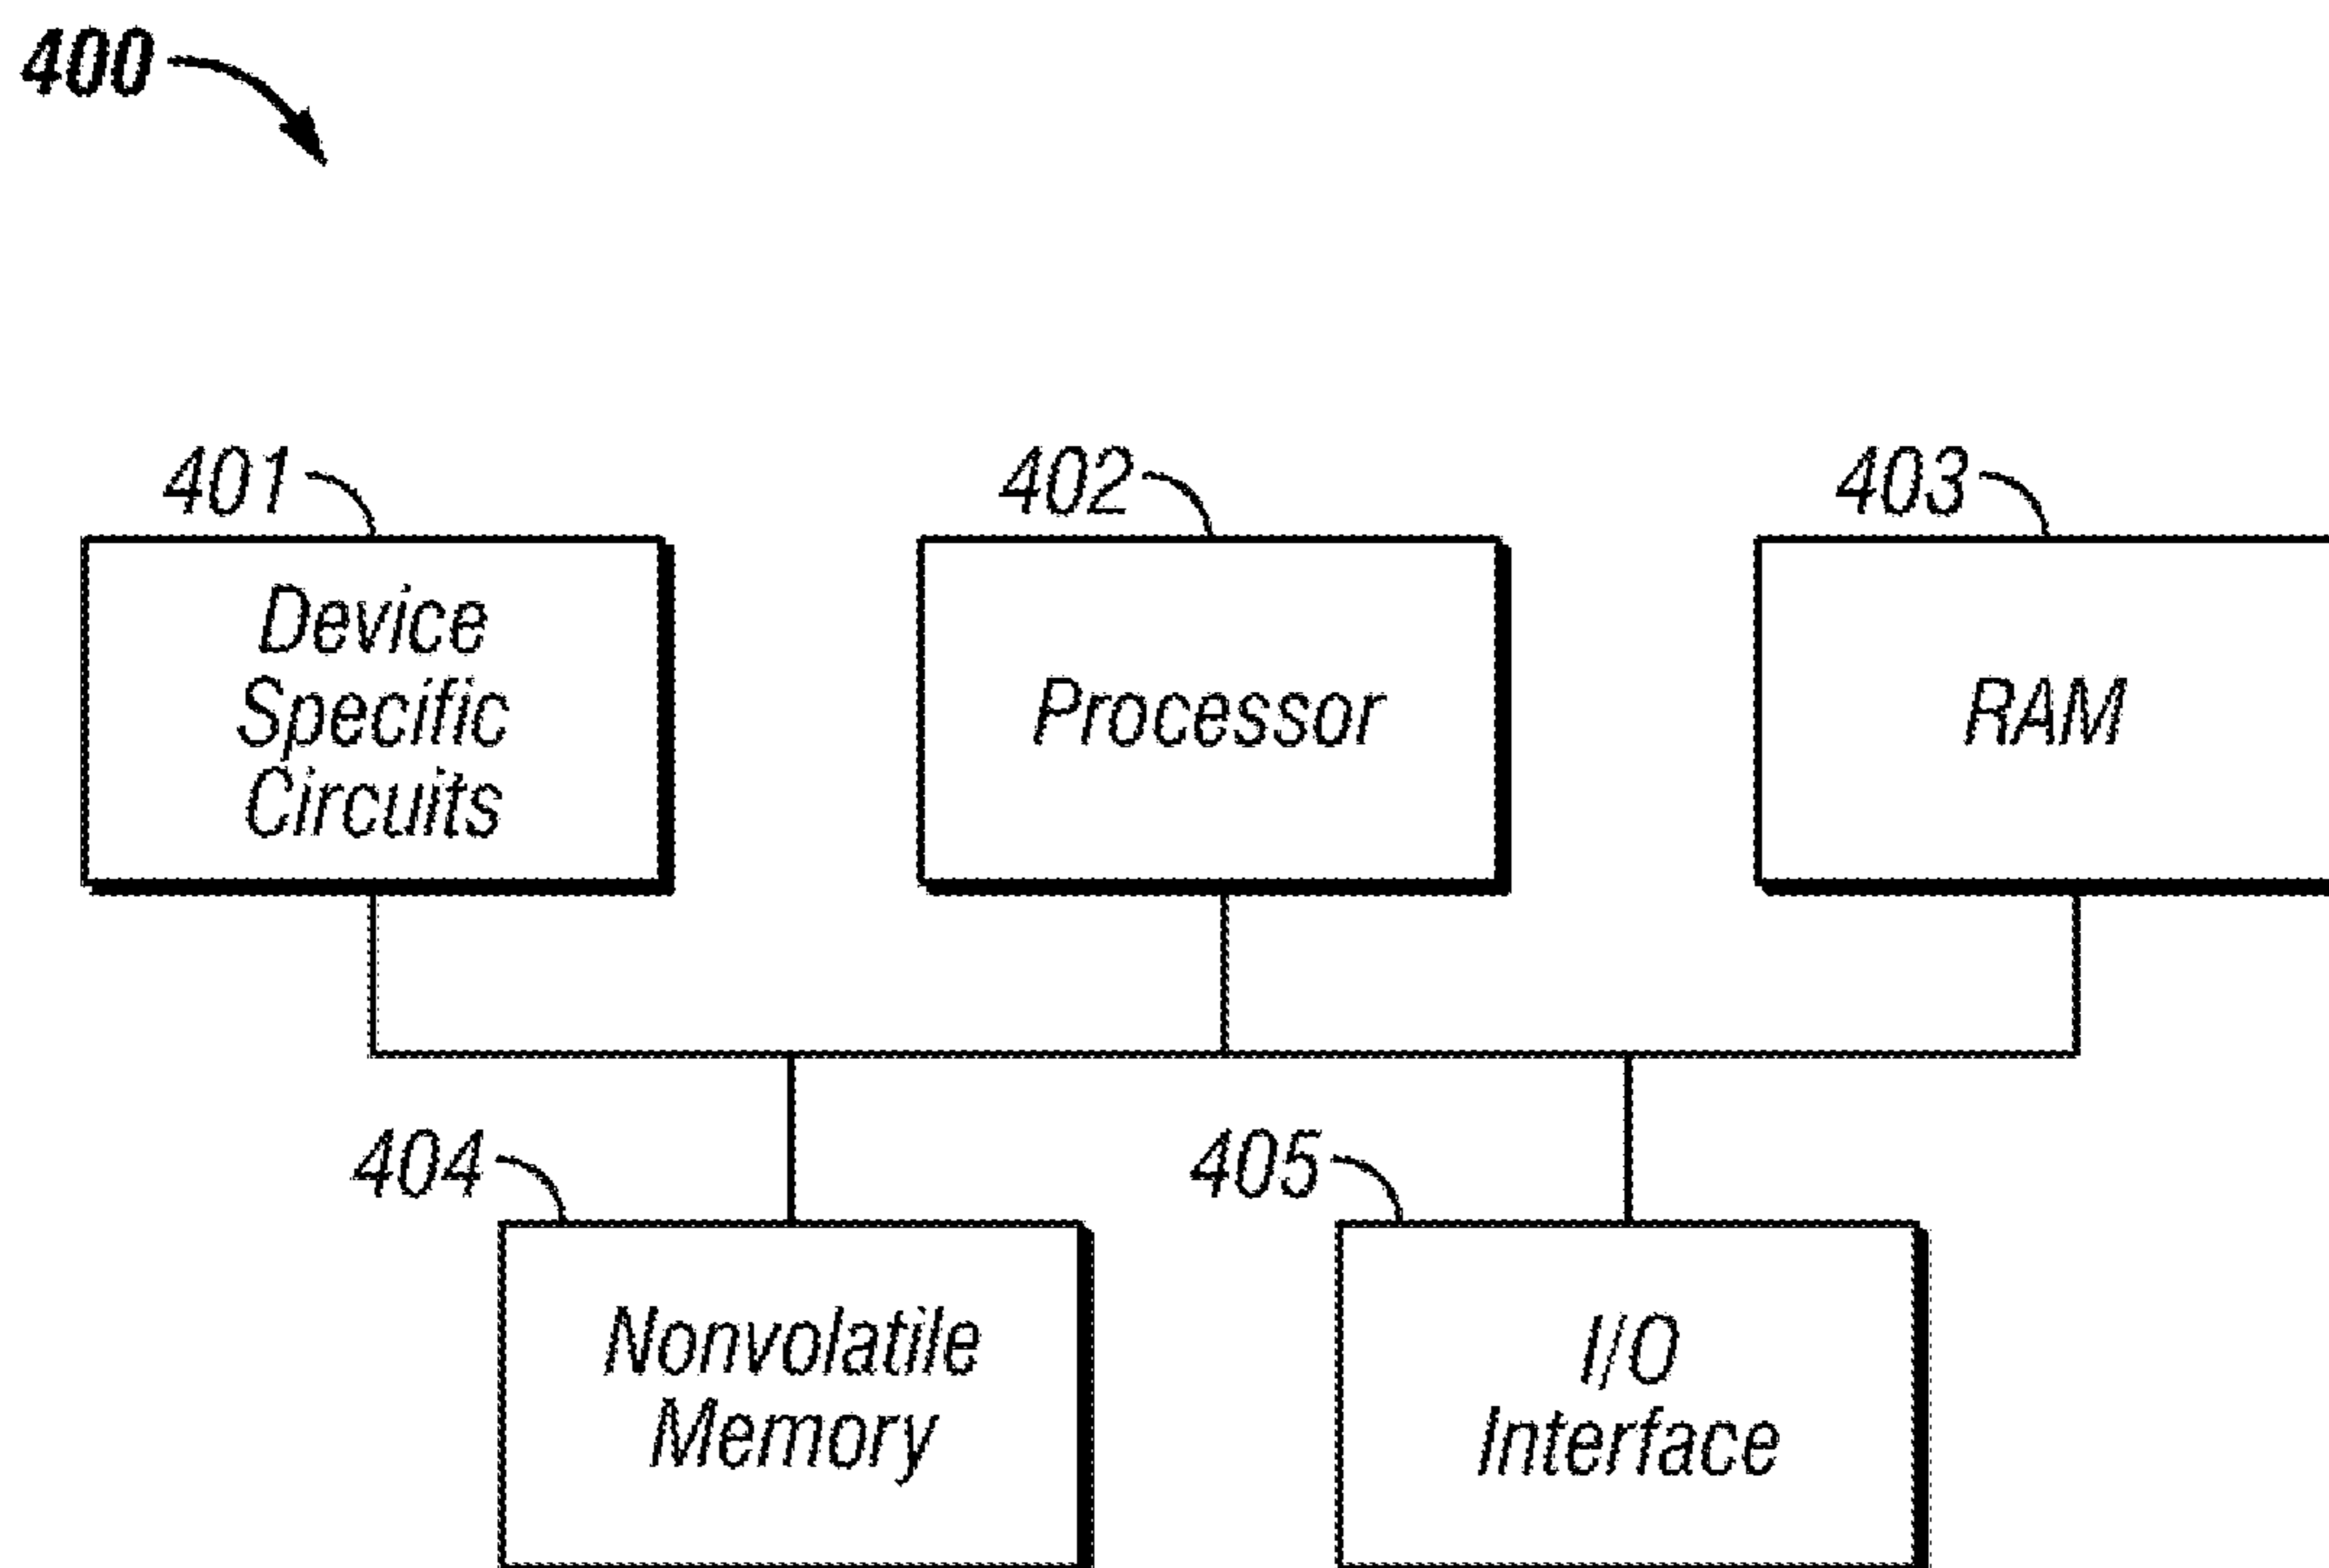 400
401
402
403
Device
Specific
Circuits
Processor
RAM
404
405
Nonvolatile
Memory
I/O
Interface